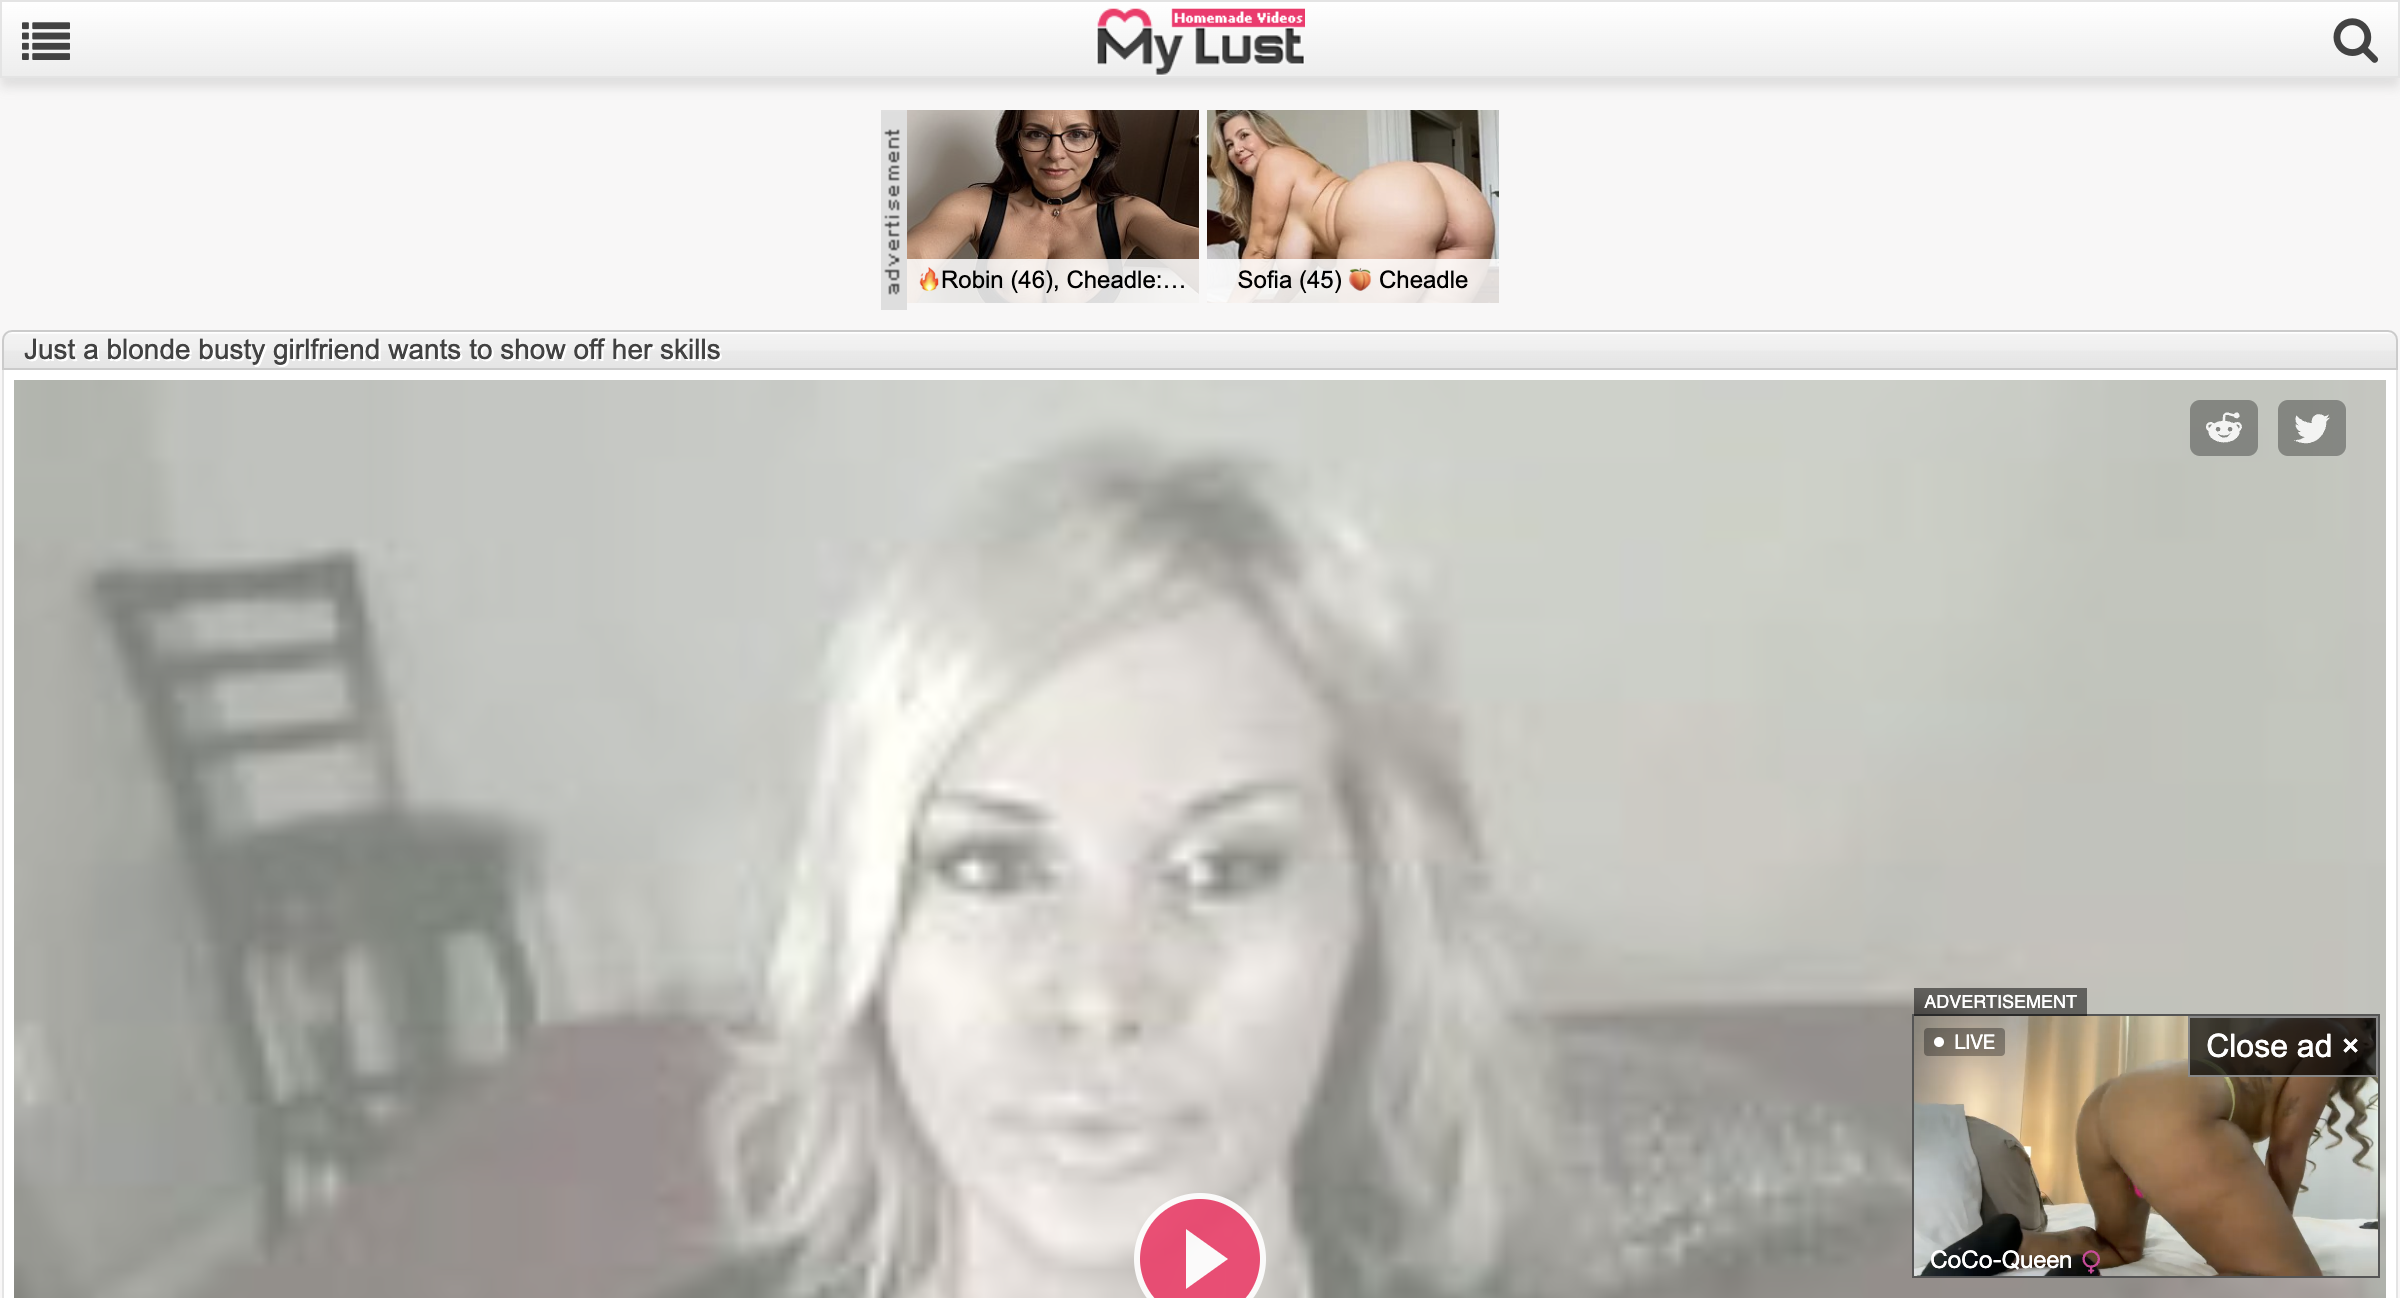 Homemade Videos
My Lust
advertisement
🔥Robin (46), Cheadle:...
Sofia (45) 🍑 Cheadle
Just a blonde busty girlfriend wants to show off her skills
ADVERTISEMENT
LIVE
Close ad ×
CoCo-Queen ♀